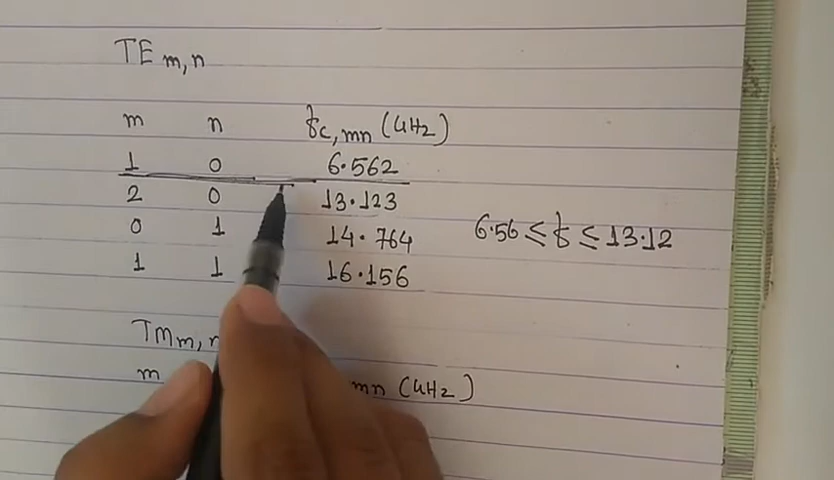 TE m,n
m n fc,mn (GHz)
1 0 6.562
2 0 13.123
0 1 14.764
1 1 16.156
6.56 ≤ f ≤ 13.12
TMm,n
m mn (GHz)